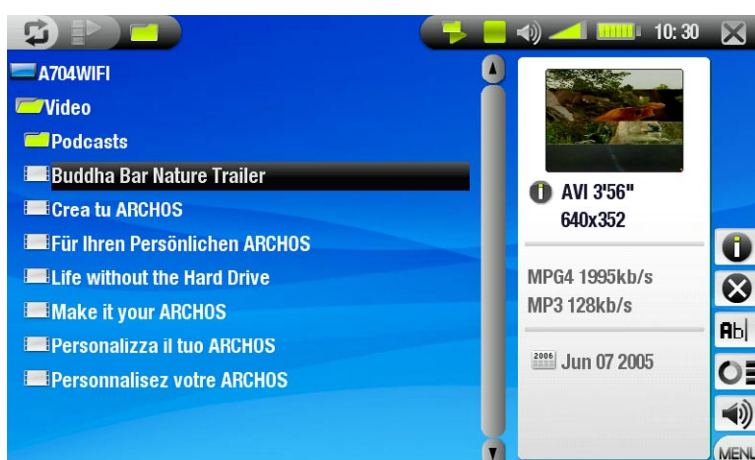 10:30
A704WIFI
Video
Podcasts
Buddha Bar Nature Trailer
Crea tu ARCHOS
Für Ihren Persönlichen ARCHOS
Life without the Hard Drive
Make it your ARCHOS
Personalizza il tuo ARCHOS
Personnalisez votre ARCHOS
AVI 3'56"
640x352
MPG4 1995kb/s
MP3 128kb/s
2006 Jun 07 2005
Ab|
MENU